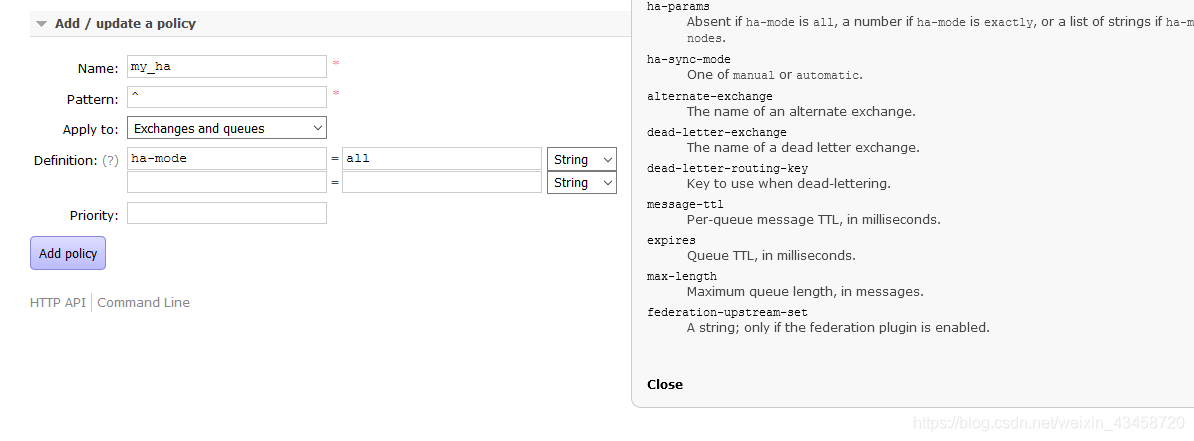 Add / update a policy
Name: my_ha *
Pattern: ^ *
Apply to: Exchanges and queues
Definition: (?) ha-mode = all String
= String
Priority:
Add policy
HTTP API Command Line
ha-params
Absent if ha-mode is all, a number if ha-mode is exactly, or a list of strings if ha-m
nodes.
ha-sync-mode
One of manual or automatic.
alternate-exchange
The name of an alternate exchange.
dead-letter-exchange
The name of a dead letter exchange.
dead-letter-routing-key
Key to use when dead-lettering.
message-ttl
Per-queue message TTL, in milliseconds.
expires
Queue TTL, in milliseconds.
max-length
Maximum queue length, in messages.
federation-upstream-set
A string; only if the federation plugin is enabled.
Close
https://blog.csdn.net/weixin_43458720